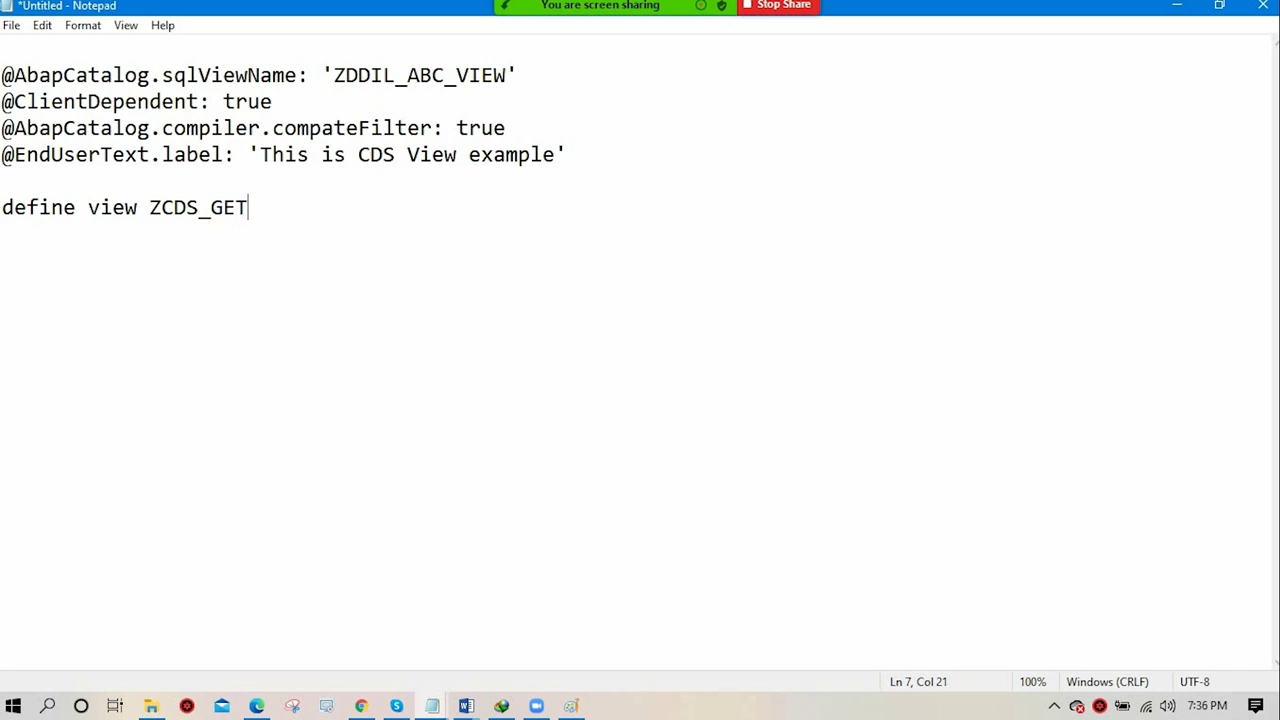 *Untitled - Notepad
You are screen sharing
Stop Share
File Edit Format View Help
@AbapCatalog.sqlViewName: 'ZDDIL_ABC_VIEW'
@ClientDependent: true
@AbapCatalog.compiler.compateFilter: true
@EndUserText.label: 'This is CDS View example'
define view ZCDS_GET
Ln 7, Col 21
100%
Windows (CRLF)
UTF-8
7:36 PM